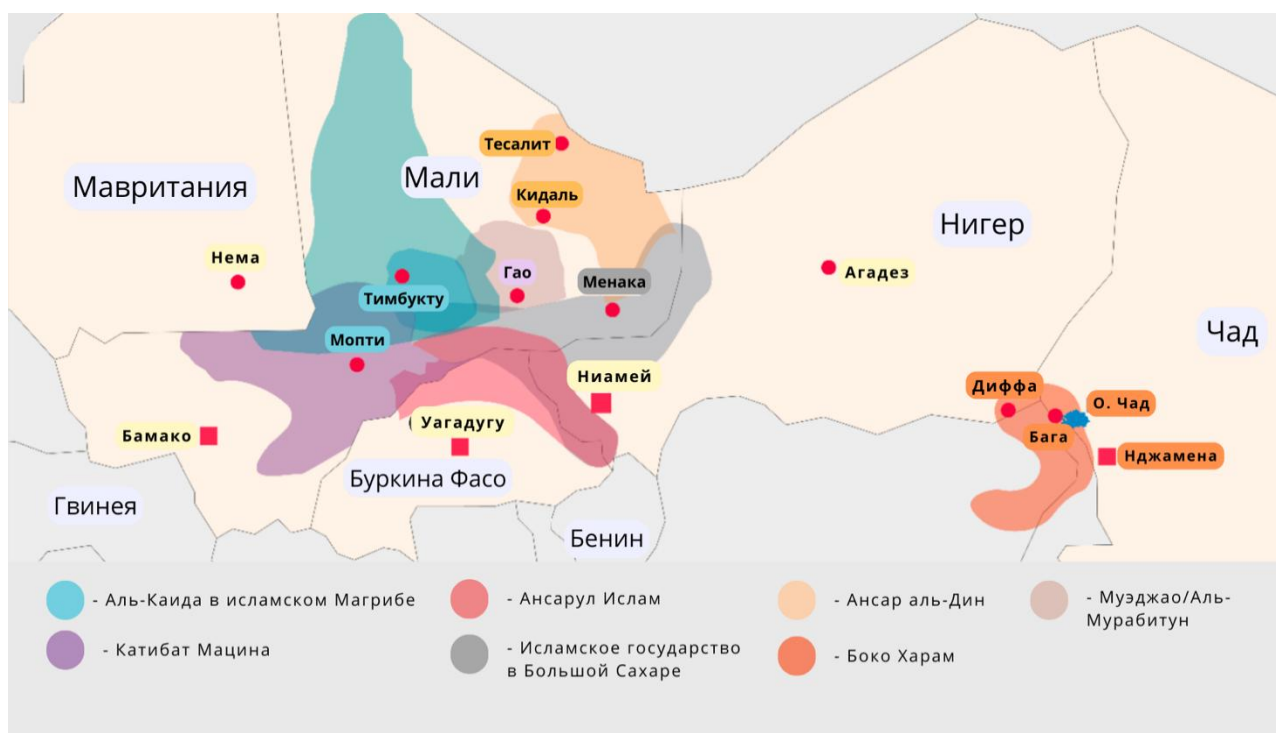 Тесалит
Мавритания
Мали
Кидаль
Нигер
Нема
Гао
Агадез
Менака
Тимбукту
Чад
Мопти
Ниамей
Диффа
О. Чад
Уагадугу
Бамако
Бага
Нджамена
Буркина Фасо
Гвинея
Бенин
- Аль-Каида в исламском Магрибе
- Катибат Мацина
- Ансарул Ислам
- Исламское государство
в Большой Сахаре
- Ансар аль-Дин
- Боко Харам
- Муэджао/Аль-
Мурабитун